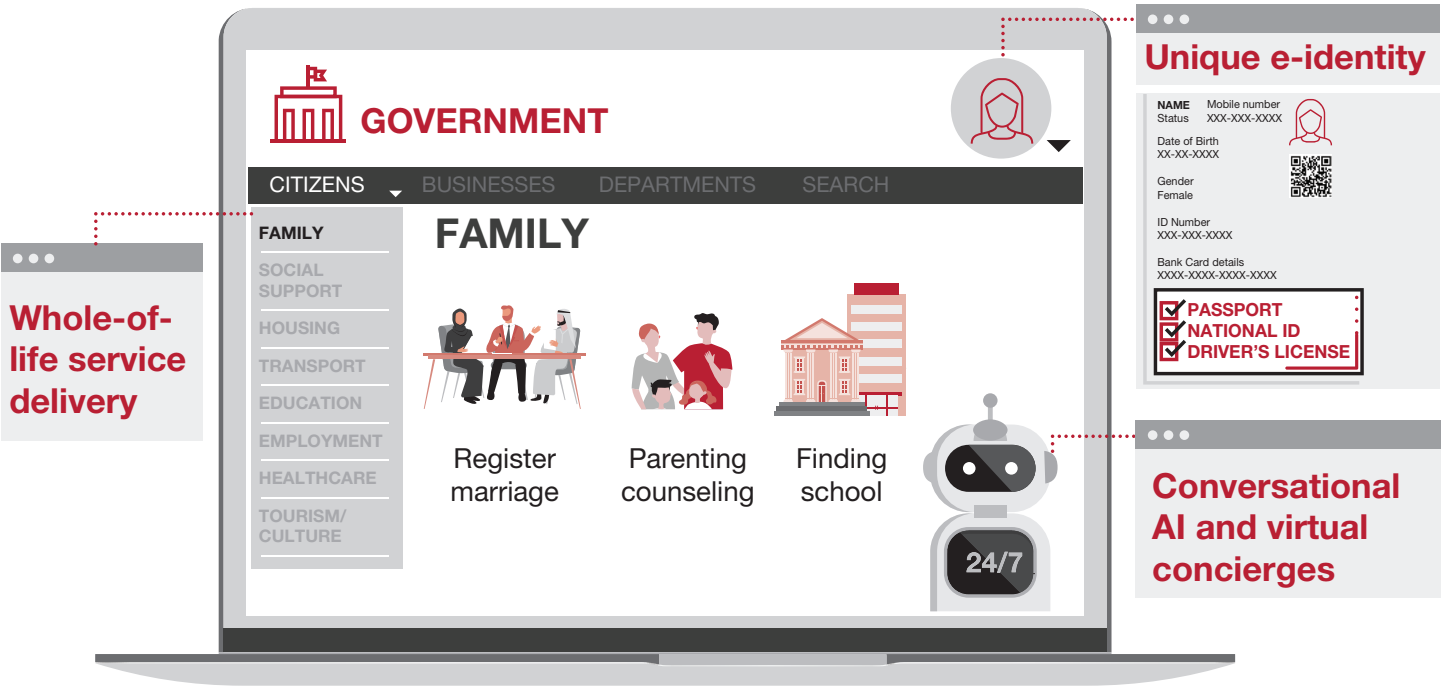 Unique e-identity
GOVERNMENT
NAME Mobile number
Status XXX-XXX-XXXX
Date of Birth
XX-XX-XXXX
Gender
Female
ID Number
XXX-XXX-XXXX
Bank Card details
XXXX-XXXX-XXXX-XXXX
PASSPORT
NATIONAL ID
DRIVER'S LICENSE
CITIZENS BUSINESSES DEPARTMENTS SEARCH
Whole-of-
life service
delivery
FAMILY
SOCIAL
SUPPORT
HOUSING
TRANSPORT
EDUCATION
EMPLOYMENT
HEALTHCARE
TOURISM/
CULTURE
FAMILY
Register
marriage
Parenting
counseling
Finding
school
24/7
Conversational
AI and virtual
concierges